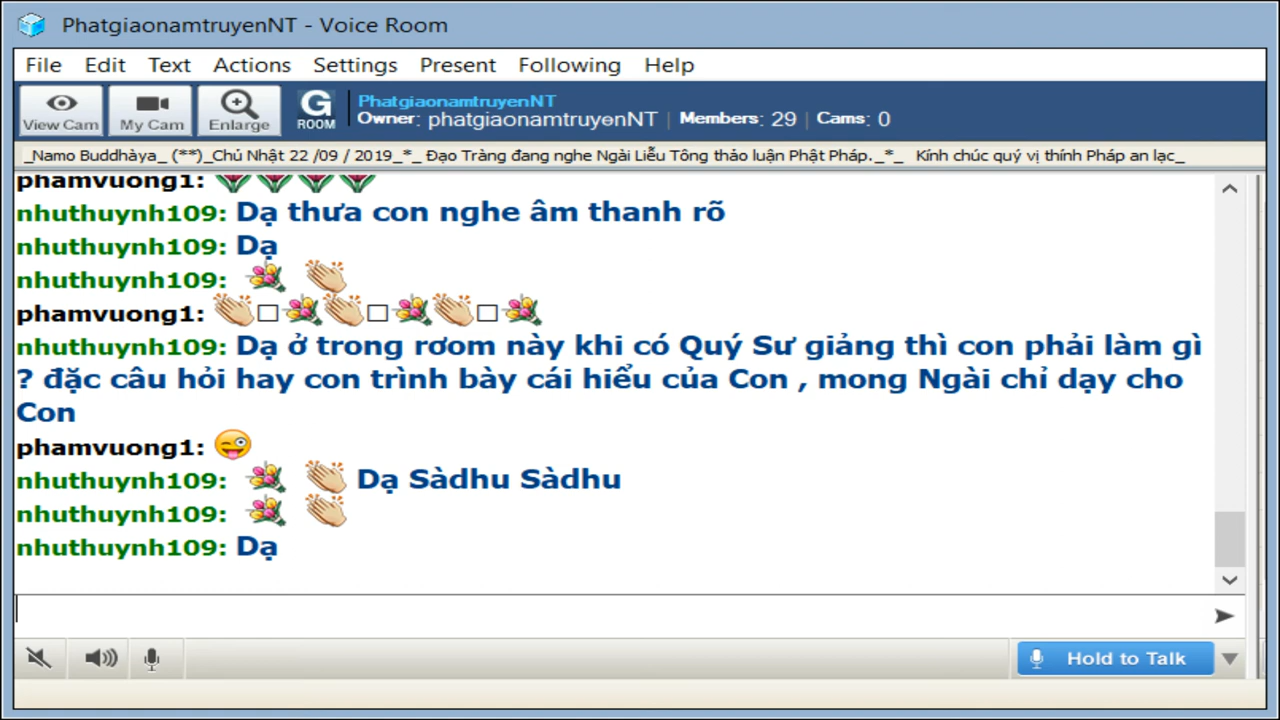 PhatgiaonamtruyenNT - Voice Room
File Edit Text Actions Settings Present Following Help
View Cam My Cam Enlarge G ROOM
PhatgiaonamtruyenNT
Owner: phatgiaonamtruyenNT | Members: 29 | Cams: 0
_Namo Buddhàya_ (**)_Chủ Nhật 22 /09 / 2019_*_ Đạo Tràng đang nghe Ngài Liễu Tông thảo luận Phật Pháp._*_ Kính chúc quý vị thính Pháp an lạc_
phamvuong1:
nhuthuynh109: Dạ thưa con nghe âm thanh rõ
nhuthuynh109: Dạ
nhuthuynh109:
phamvuong1:
nhuthuynh109: Dạ ở trong rơom này khi có Quý Sư giảng thì con phải làm gì
? đặc câu hỏi hay con trình bày cái hiểu của Con , mong Ngài chỉ dạy cho
Con
phamvuong1:
nhuthuynh109: Dạ Sàdhu Sàdhu
nhuthuynh109:
nhuthuynh109: Dạ
Hold to Talk